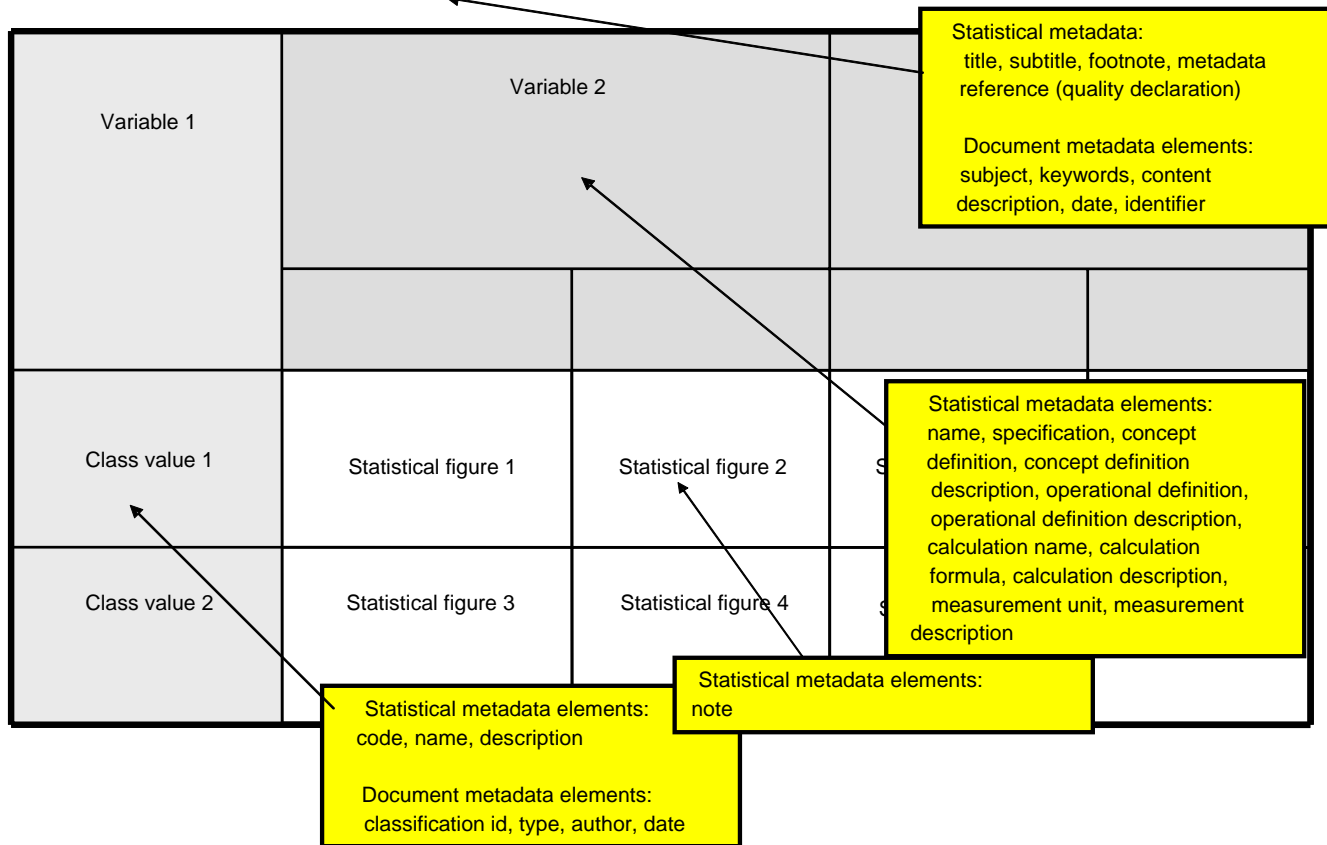 Statistical metadata:
title, subtitle, footnote, metadata
reference (quality declaration)
Document metadata elements:
subject, keywords, content
description, date, identifier
Variable 1
Variable 2
Statistical metadata elements:
name, specification, concept
definition, concept definition
description, operational definition,
operational definition description,
calculation name, calculation
formula, calculation description,
measurement unit, measurement
description
Class value 1
Statistical figure 1
Statistical figure 2
Class value 2
Statistical figure 3
Statistical figure 4
Statistical metadata elements:
note
Statistical metadata elements:
code, name, description
Document metadata elements:
classification id, type, author, date